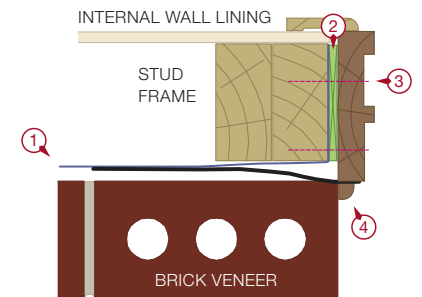 INTERNAL WALL LINING
2
STUD
FRAME
3
1
4
BRICK VENEER